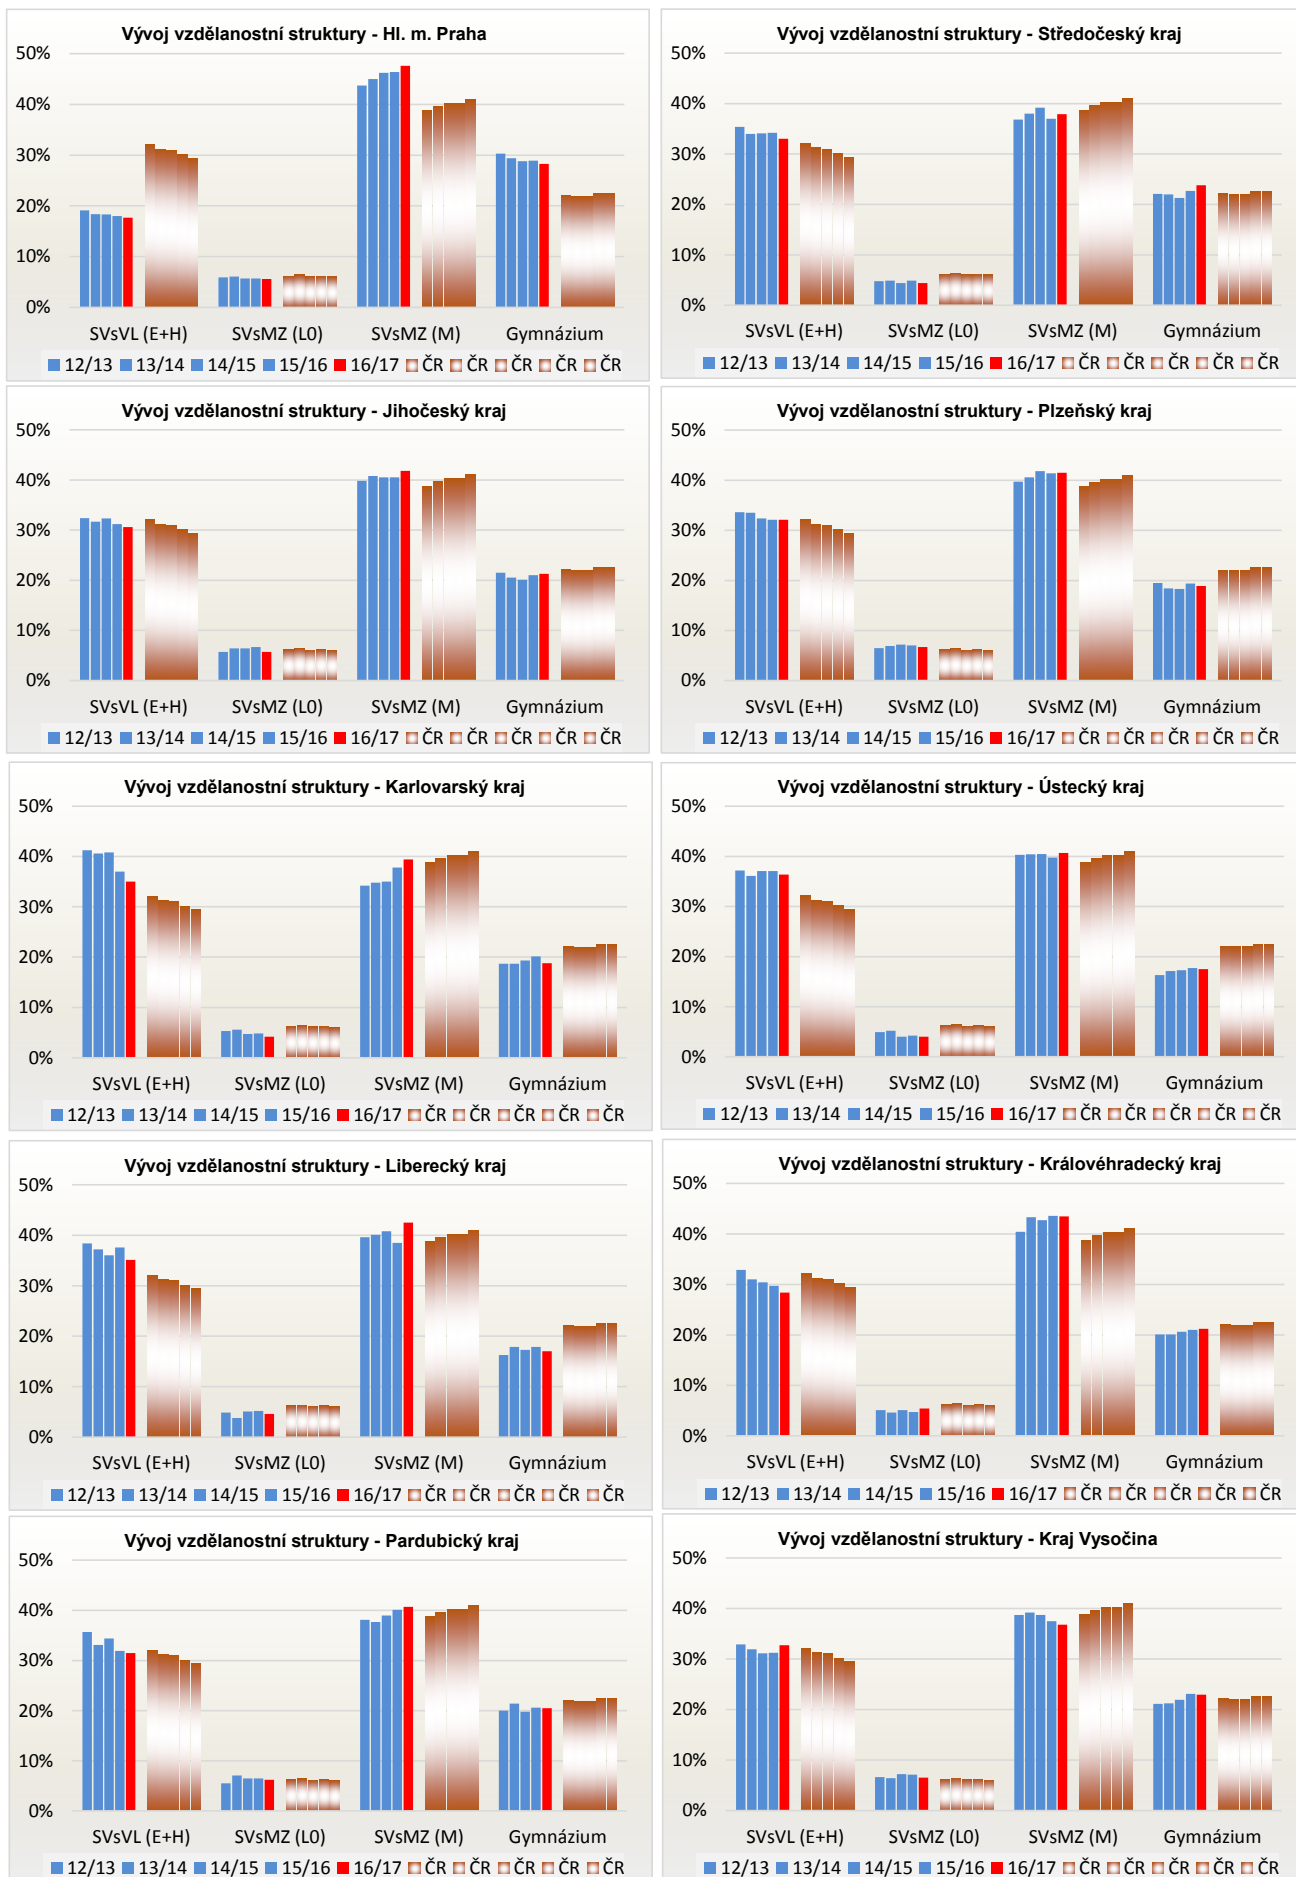 Vývoj vzdělanostní struktury - Hl. m. Praha
50%
40%
30%
20%
10%
0%
SVsVL (E+H) SVsMZ (L0) SVsMZ (M) Gymnázium
12/13 13/14 14/15 15/16 16/17 ČR ČR ČR ČR ČR
Vývoj vzdělanostní struktury - Středočeský kraj
50%
40%
30%
20%
10%
0%
SVsVL (E+H) SVsMZ (L0) SVsMZ (M) Gymnázium
12/13 13/14 14/15 15/16 16/17 ČR ČR ČR ČR ČR
Vývoj vzdělanostní struktury - Jihočeský kraj
50%
40%
30%
20%
10%
0%
SVsVL (E+H) SVsMZ (L0) SVsMZ (M) Gymnázium
12/13 13/14 14/15 15/16 16/17 ČR ČR ČR ČR ČR
Vývoj vzdělanostní struktury - Plzeňský kraj
50%
40%
30%
20%
10%
0%
SVsVL (E+H) SVsMZ (L0) SVsMZ (M) Gymnázium
12/13 13/14 14/15 15/16 16/17 ČR ČR ČR ČR ČR
Vývoj vzdělanostní struktury - Karlovarský kraj
50%
40%
30%
20%
10%
0%
SVsVL (E+H) SVsMZ (L0) SVsMZ (M) Gymnázium
12/13 13/14 14/15 15/16 16/17 ČR ČR ČR ČR ČR
Vývoj vzdělanostní struktury - Ústecký kraj
50%
40%
30%
20%
10%
0%
SVsVL (E+H) SVsMZ (L0) SVsMZ (M) Gymnázium
12/13 13/14 14/15 15/16 16/17 ČR ČR ČR ČR ČR
Vývoj vzdělanostní struktury - Liberecký kraj
50%
40%
30%
20%
10%
0%
SVsVL (E+H) SVsMZ (L0) SVsMZ (M) Gymnázium
12/13 13/14 14/15 15/16 16/17 ČR ČR ČR ČR ČR
Vývoj vzdělanostní struktury - Královéhradecký kraj
50%
40%
30%
20%
10%
0%
SVsVL (E+H) SVsMZ (L0) SVsMZ (M) Gymnázium
12/13 13/14 14/15 15/16 16/17 ČR ČR ČR ČR ČR
Vývoj vzdělanostní struktury - Pardubický kraj
50%
40%
30%
20%
10%
0%
SVsVL (E+H) SVsMZ (L0) SVsMZ (M) Gymnázium
12/13 13/14 14/15 15/16 16/17 ČR ČR ČR ČR ČR
Vývoj vzdělanostní struktury - Kraj Vysočina
50%
40%
30%
20%
10%
0%
SVsVL (E+H) SVsMZ (L0) SVsMZ (M) Gymnázium
12/13 13/14 14/15 15/16 16/17 ČR ČR ČR ČR ČR